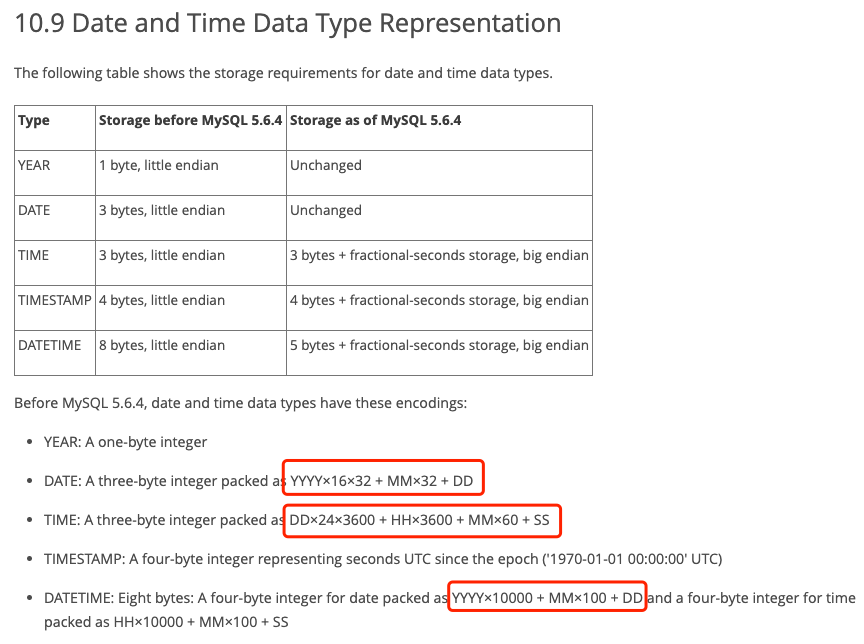 10.9 Date and Time Data Type Representation
The following table shows the storage requirements for date and time data types.
Type Storage before MySQL 5.6.4 Storage as of MySQL 5.6.4
YEAR 1 byte, little endian Unchanged
DATE 3 bytes, little endian Unchanged
TIME 3 bytes, little endian 3 bytes + fractional-seconds storage, big endian
TIMESTAMP 4 bytes, little endian 4 bytes + fractional-seconds storage, big endian
DATETIME 8 bytes, little endian 5 bytes + fractional-seconds storage, big endian
Before MySQL 5.6.4, date and time data types have these encodings:
• YEAR: A one-byte integer
• DATE: A three-byte integer packed as YYYY×16×32 + MM×32 + DD
• TIME: A three-byte integer packed as DD×24×3600 + HH×3600 + MM×60 + SS
• TIMESTAMP: A four-byte integer representing seconds UTC since the epoch ('1970-01-01 00:00:00' UTC)
• DATETIME: Eight bytes: A four-byte integer for date packed as YYYY×10000 + MM×100 + DD and a four-byte integer for time
packed as HH×10000 + MM×100 + SS